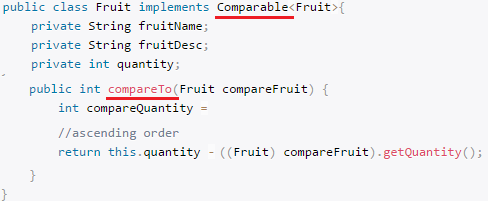 public class Fruit implements Comparable<Fruit>{
private String fruitName;
private String fruitDesc;
private int quantity;
public int compareTo(Fruit compareFruit) {
int compareQuantity =
//ascending order
return this.quantity - ((Fruit) compareFruit).getQuantity();
}
}